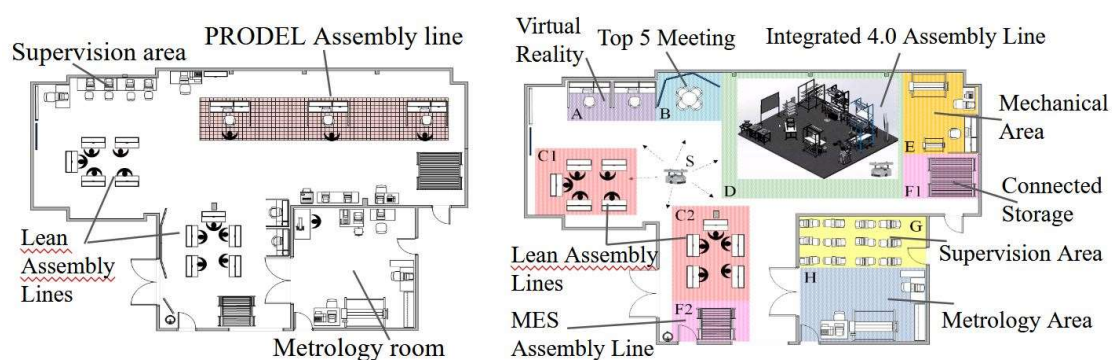 PRODEL Assembly line
Supervision area
Lean
Assembly
Lines
Metrology room
Virtual
Reality
Top 5 Meeting
Integrated 4.0 Assembly Line
Mechanical
Area
A
B
E
C1
S
D
F1
Connected
Storage
C2
G
Supervision Area
Lean Assembly
Lines
H
F2
MES
Assembly Line
Metrology Area